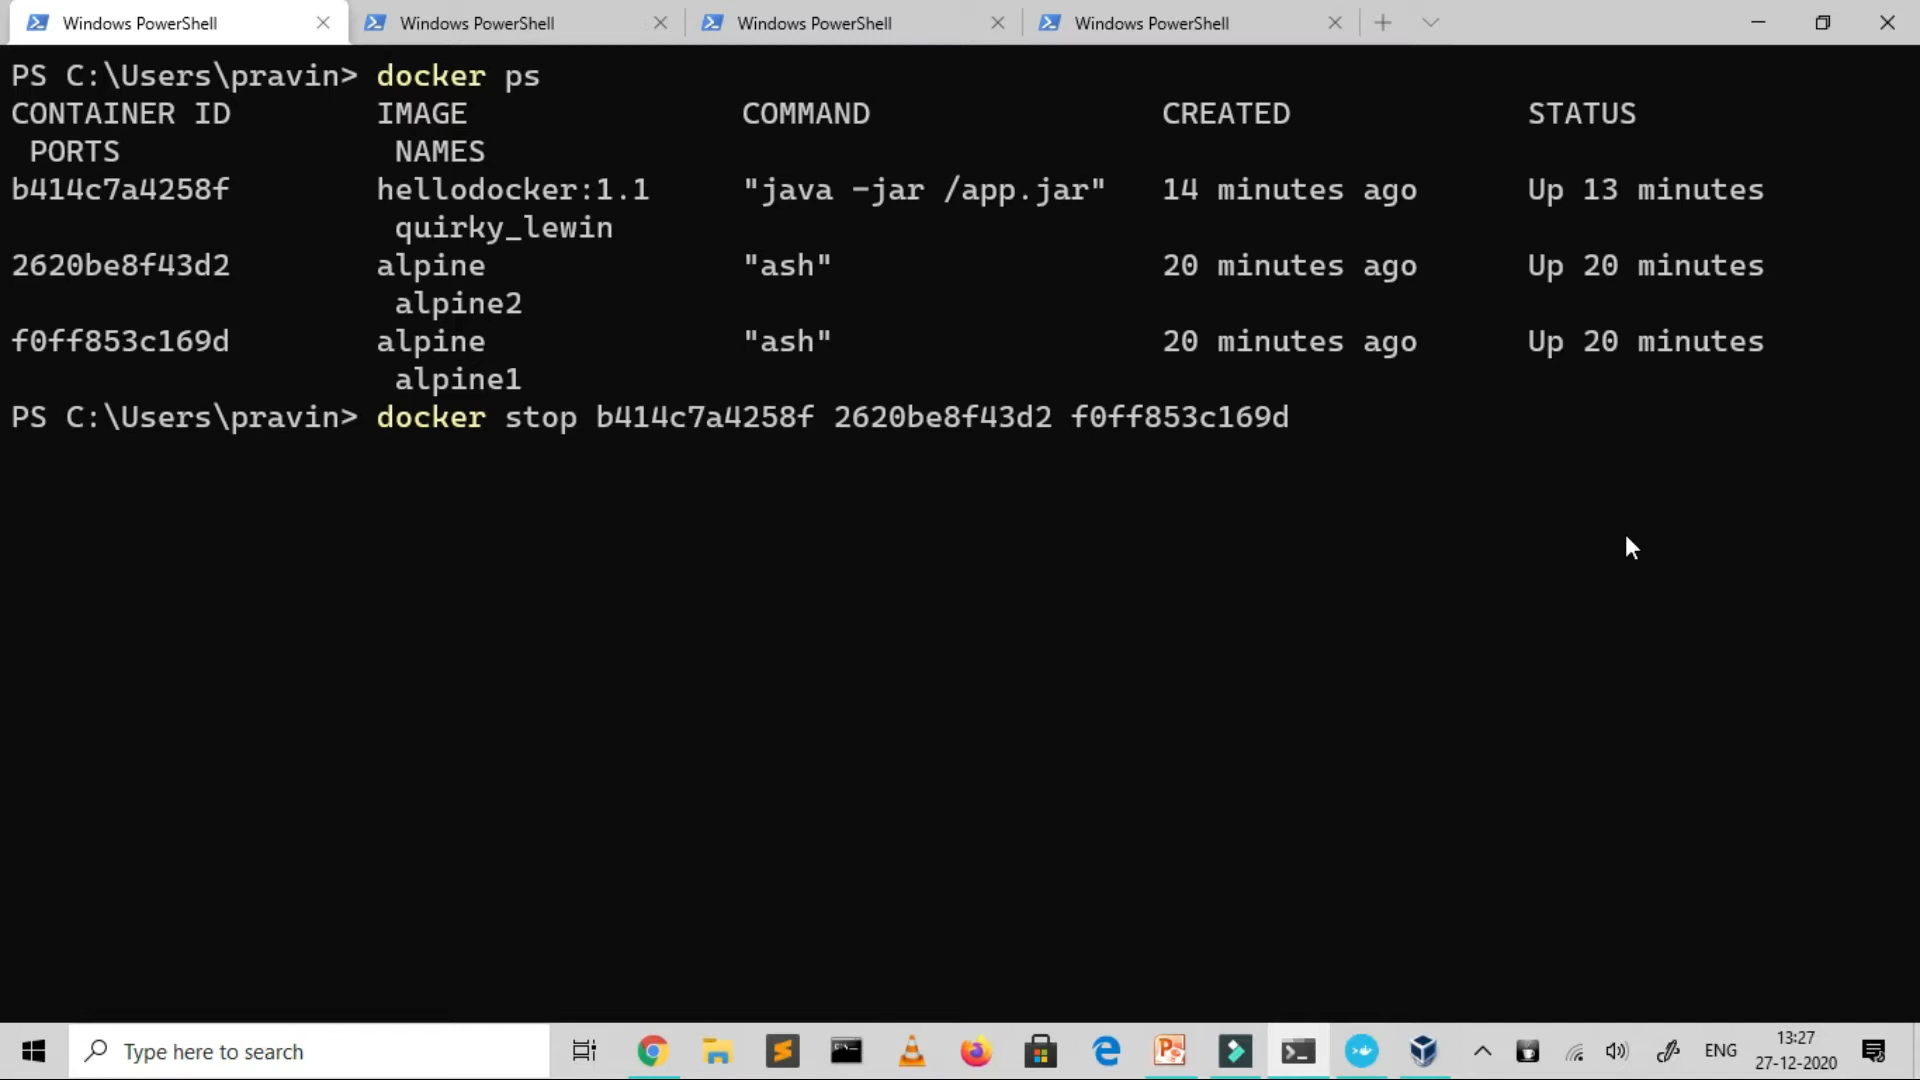 Windows PowerShell
Windows PowerShell
Windows PowerShell
Windows PowerShell
PS C:\Users\pravin> docker ps
CONTAINER ID IMAGE COMMAND CREATED STATUS
PORTS NAMES
b414c7a4258f hellodocker:1.1 "java -jar /app.jar" 14 minutes ago Up 13 minutes
quirky_lewin
2620be8f43d2 alpine "ash" 20 minutes ago Up 20 minutes
alpine2
f0ff853c169d alpine "ash" 20 minutes ago Up 20 minutes
alpine1
PS C:\Users\pravin> docker stop b414c7a4258f 2620be8f43d2 f0ff853c169d
Type here to search
ENG
13:27
27-12-2020